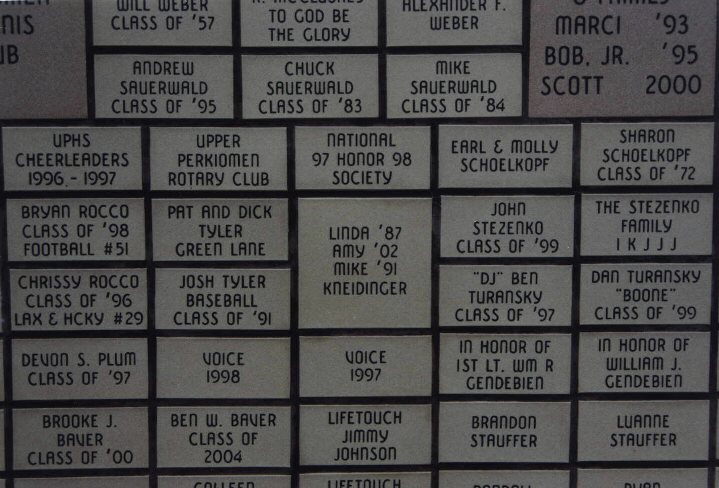 WILL WEBER
CLASS OF '57
TO GOD BE
THE GLORY
ALEXANDER F.
WEBER
MARCI '93
BOB, JR. '95
SCOTT 2000
ANDREW
SAUERWALD
CLASS OF '95
CHUCK
SAUERWALD
CLASS OF '83
MIKE
SAUERWALD
CLASS OF '84
UPHS
CHEERLEADERS
1996 - 1997
UPPER
PERKIOMEN
ROTARY CLUB
NATIONAL
97 HONOR 98
SOCIETY
EARL & MOLLY
SCHOELKOPF
SHARON
SCHOELKOPF
CLASS OF '72
BRYAN ROCCO
CLASS OF '98
FOOTBALL #51
PAT AND DICK
TYLER
GREEN LANE
LINDA '87
AMY '02
MIKE '91
KNEIDINGER
JOHN
STEZENKO
CLASS OF '99
THE STEZENKO
FAMILY
I K J J J
CHRISSY ROCCO
CLASS OF '96
LAX & HCKY #29
JOSH TYLER
BASEBALL
CLASS OF '91
"DJ" BEN
TURANSKY
CLASS OF '97
DAN TURANSKY
"BOONE"
CLASS OF '99
DEVON S. PLUM
CLASS OF '97
VOICE
1998
VOICE
1997
IN HONOR OF
1ST LT. WM R
GENDEBIEN
IN HONOR OF
WILLIAM J.
GENDEBIEN
BROOKE J.
BAVER
CLASS OF '00
BEN W. BAVER
CLASS OF
2004
LIFETOUCH
JIMMY
JOHNSON
BRANDON
STAUFFER
LUANNE
STAUFFER
COLLEEN
LIFETOUCH
RYAN